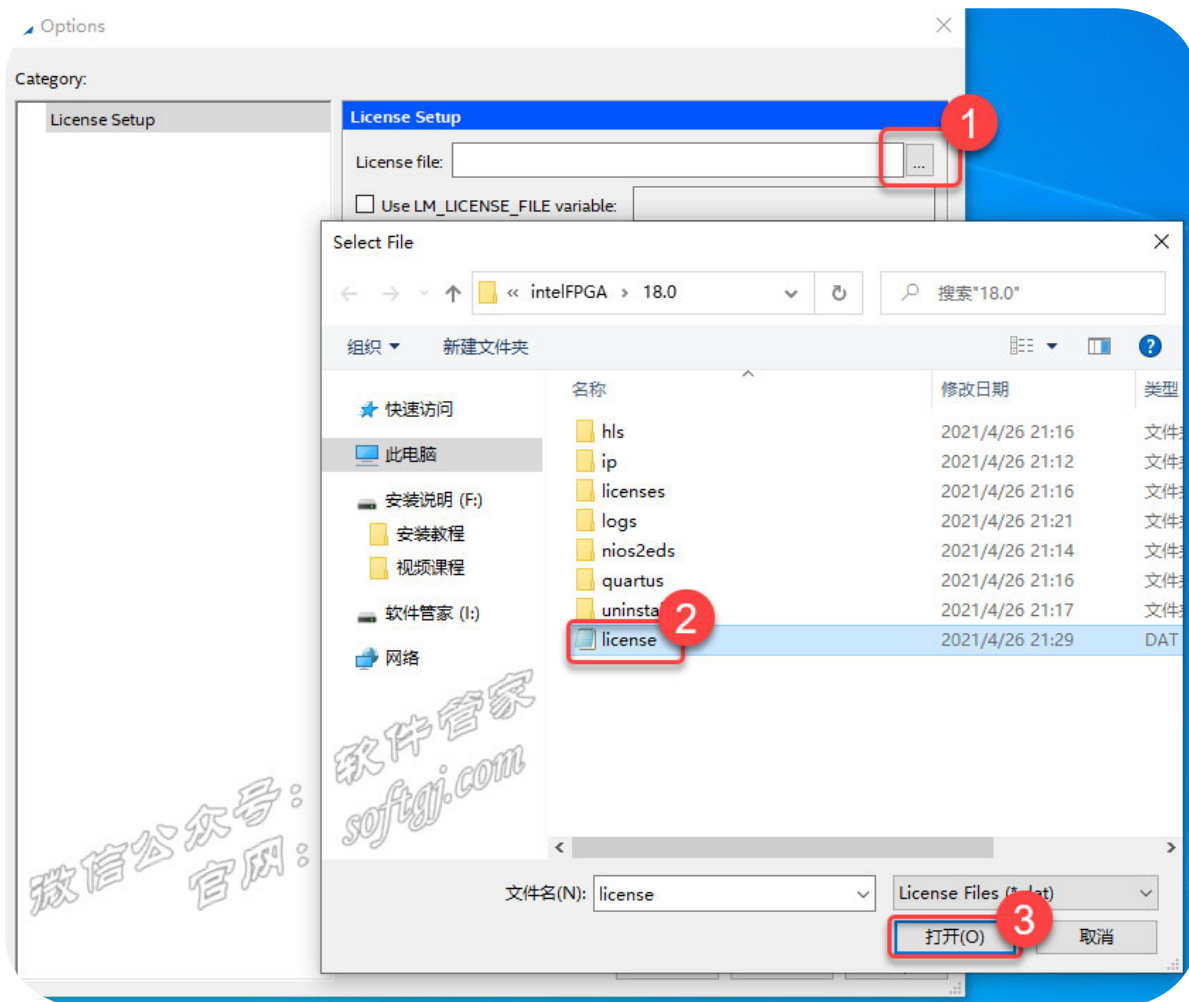 Options
Category:
License Setup
License Setup
1
License file:
...
Use LM_LICENSE_FILE variable:
Select File
« intelFPGA › 18.0
搜索"18.0"
组织
新建文件夹
名称
修改日期
类型
快速访问
此电脑
安装说明 (F:)
安装教程
视频课程
软件管家 (I:)
网络
hls 2021/4/26 21:16
ip 2021/4/26 21:12
licenses 2021/4/26 21:16
logs 2021/4/26 21:21
nios2eds 2021/4/26 21:14
quartus 2021/4/26 21:16
2021/4/26 21:17
2
license 2021/4/26 21:29 DAT
微信公众号：软件管家
官网：softgj.com
文件名(N): license
License Files
3
打开(O)
取消